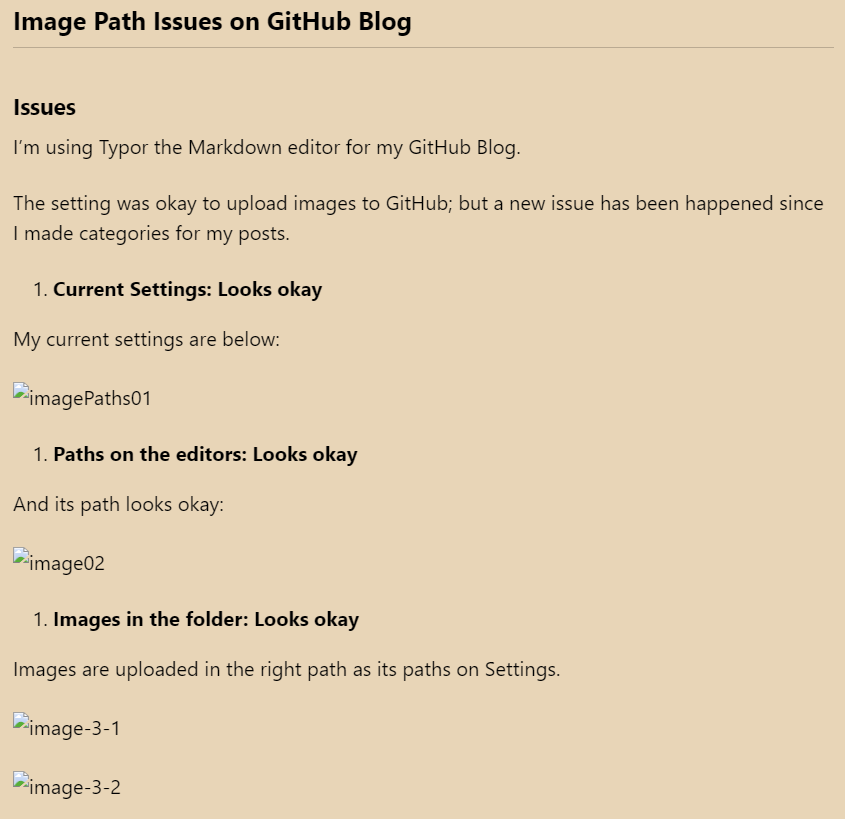 Image Path Issues on GitHub Blog
Issues
I'm using Typor the Markdown editor for my GitHub Blog.
The setting was okay to upload images to GitHub; but a new issue has been happened since
I made categories for my posts.
1. Current Settings: Looks okay
My current settings are below:
imagePaths01
1. Paths on the editors: Looks okay
And its path looks okay:
image02
1. Images in the folder: Looks okay
Images are uploaded in the right path as its paths on Settings.
image-3-1
image-3-2